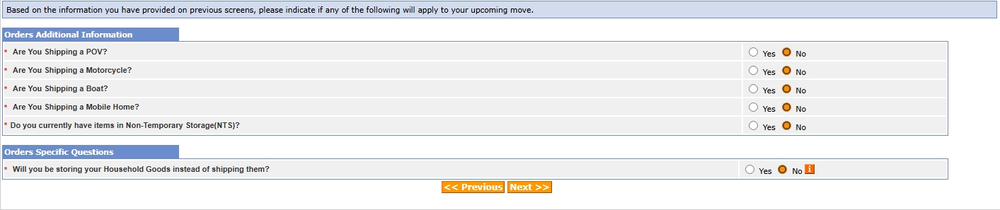 Based on the information you have provided on previous screens, please indicate if any of the following will apply to your upcoming move.
Orders Additional Information
* Are You Shipping a POV? Yes No
* Are You Shipping a Motorcycle? Yes No
* Are You Shipping a Boat? Yes No
* Are You Shipping a Mobile Home? Yes No
* Do you currently have items in Non-Temporary Storage(NTS)? Yes No
Orders Specific Questions
* Will you be storing your Household Goods instead of shipping them? Yes No i
<< Previous Next >>